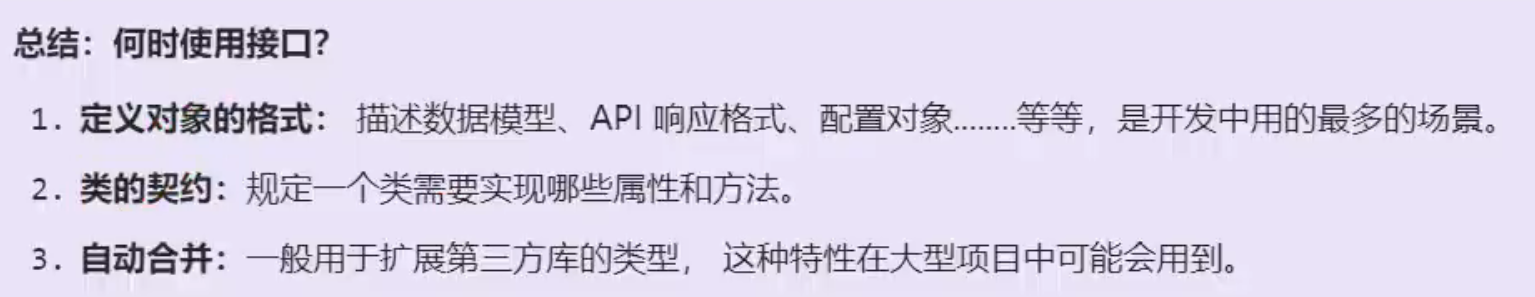 总结：何时使用接口？
1. 定义对象的格式： 描述数据模型、API 响应格式、配置对象........等等，是开发中用的最多的场景。
2. 类的契约：规定一个类需要实现哪些属性和方法。
3. 自动合并：一般用于扩展第三方库的类型， 这种特性在大型项目中可能会用到。